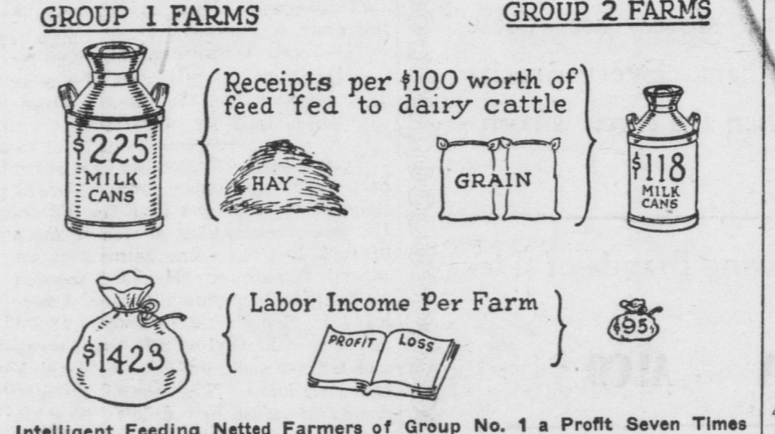 GROUP 1 FARMS
GROUP 2 FARMS
Receipts per $100 worth of
feed fed to dairy cattle
$225
MILK
CANS
HAY
GRAIN
$118
MILK
CANS
Labor Income Per Farm
$1423
PROFIT
LOSS
$95
Intelligent Feeding Netted Farmers of Group No. 1 a Profit Seven Times